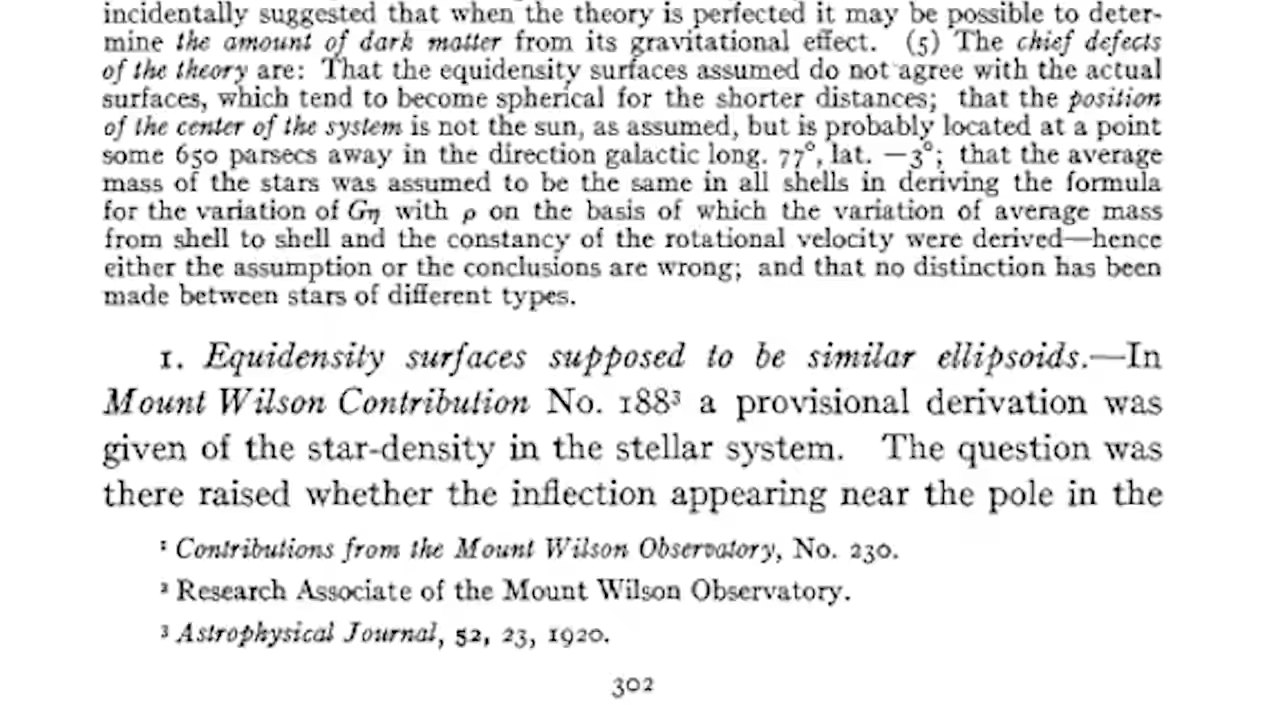 incidentally suggested that when the theory is perfected it may be possible to deter-
mine the amount of dark matter from its gravitational effect. (5) The chief defects
of the theory are: That the equidensity surfaces assumed do not agree with the actual
surfaces, which tend to become spherical for the shorter distances; that the position
of the center of the system is not the sun, as assumed, but is probably located at a point
some 650 parsecs away in the direction galactic long. 77°, lat. −3°; that the average
mass of the stars was assumed to be the same in all shells in deriving the formula
for the variation of Gη with ρ on the basis of which the variation of average mass
from shell to shell and the constancy of the rotational velocity were derived—hence
either the assumption or the conclusions are wrong; and that no distinction has been
made between stars of different types.
1. Equidensity surfaces supposed to be similar ellipsoids.—In
Mount Wilson Contribution No. 188³ a provisional derivation was
given of the star-density in the stellar system. The question was
there raised whether the inflection appearing near the pole in the
¹ Contributions from the Mount Wilson Observatory, No. 230.
² Research Associate of the Mount Wilson Observatory.
³ Astrophysical Journal, 52, 23, 1920.
302